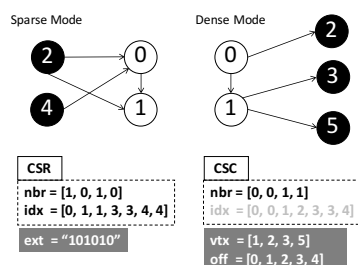 Sparse Mode
Dense Mode
2
0
4
1
0
2
1
3
5
CSR
nbr = [1, 0, 1, 0]
idx = [0, 1, 1, 3, 3, 4, 4]
ext = “101010”
CSC
nbr = [0, 0, 1, 1]
idx = [0, 0, 1, 2, 3, 3, 4]
vtx = [1, 2, 3, 5]
off = [0, 1, 2, 3, 4]